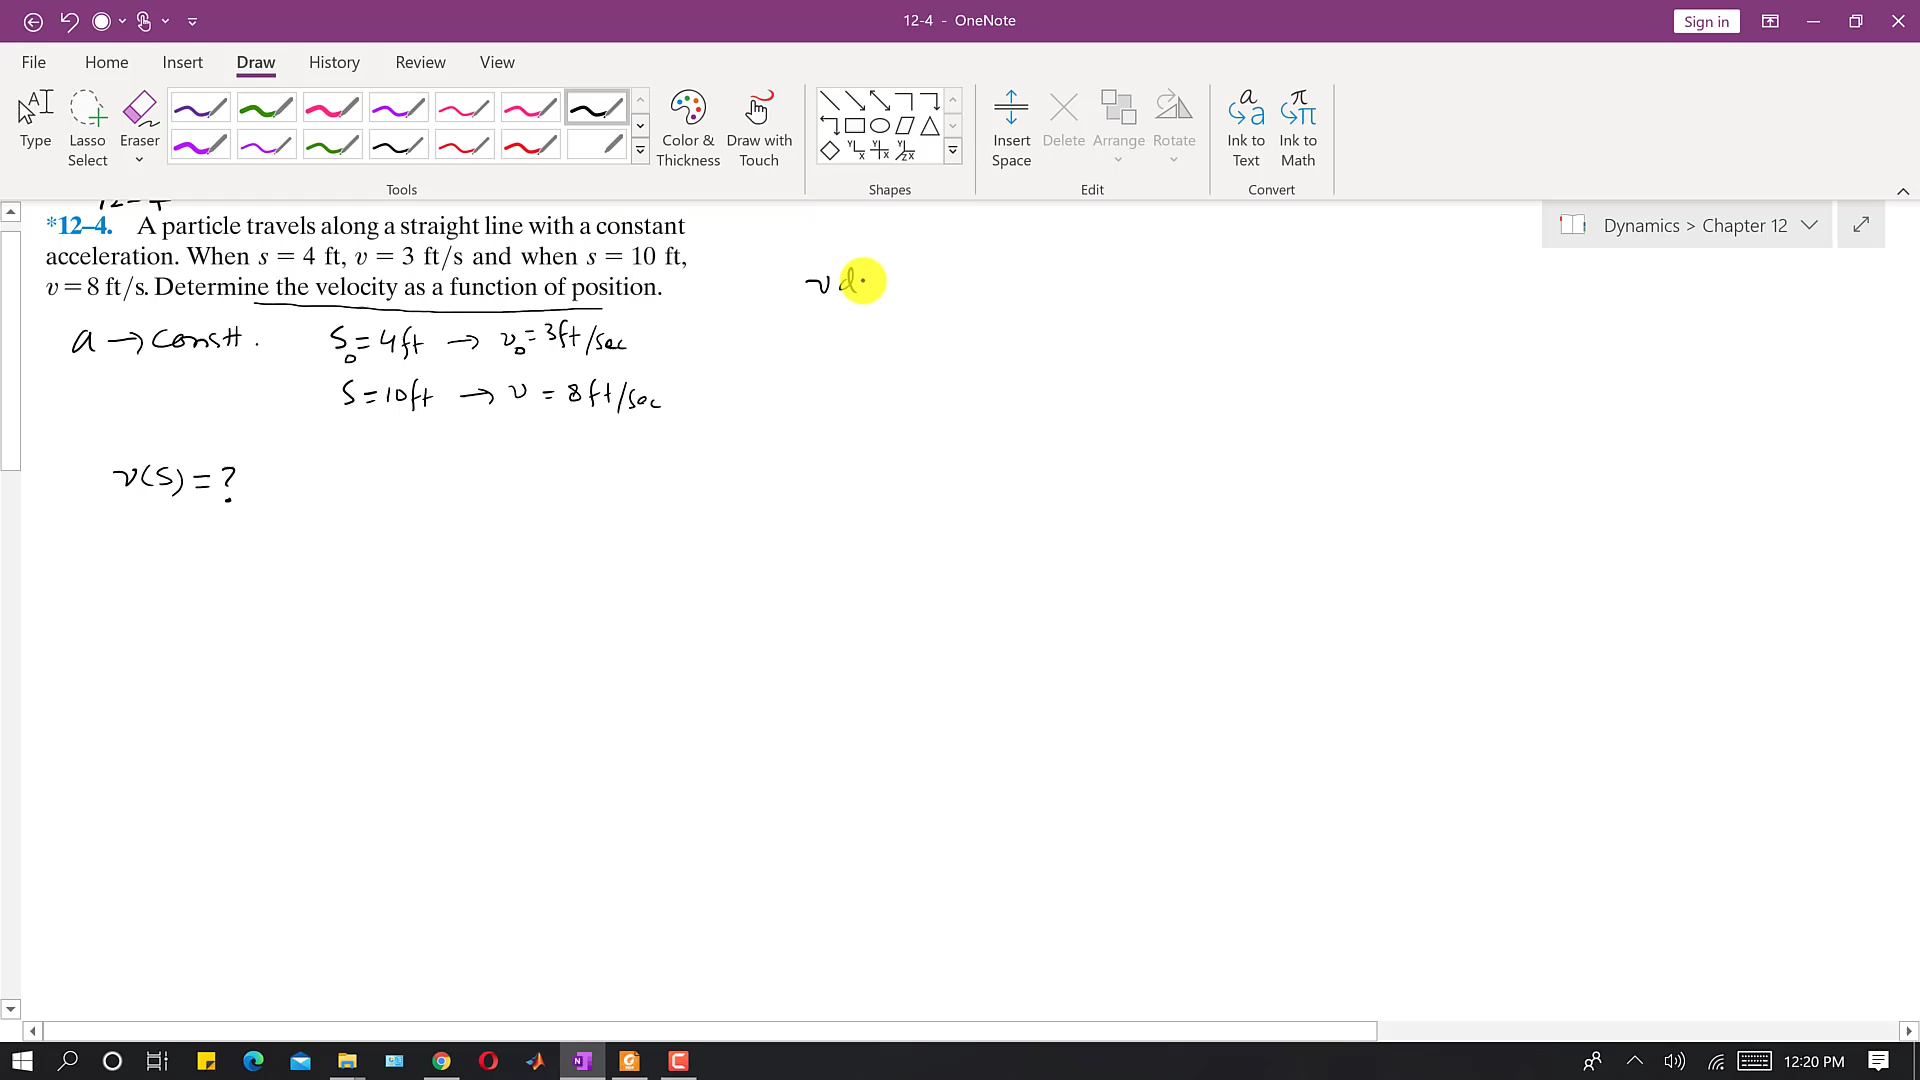 12-4 - OneNote
Sign in
File Home Insert Draw History Review View
Type
Lasso Select
Eraser
Color & Thickness
Draw with Touch
Insert Space
Delete
Arrange
Rotate
Ink to Text
Ink to Math
Tools
Shapes
Edit
Convert
Dynamics > Chapter 12
*12–4. A particle travels along a straight line with a constant
acceleration. When s = 4 ft, v = 3 ft/s and when s = 10 ft,
v = 8 ft/s. Determine the velocity as a function of position.
a → constt. S₀ = 4ft → v₀ = 3ft/sec
S = 10ft → v = 8ft/sec
v(S) = ?
v d
12:20 PM